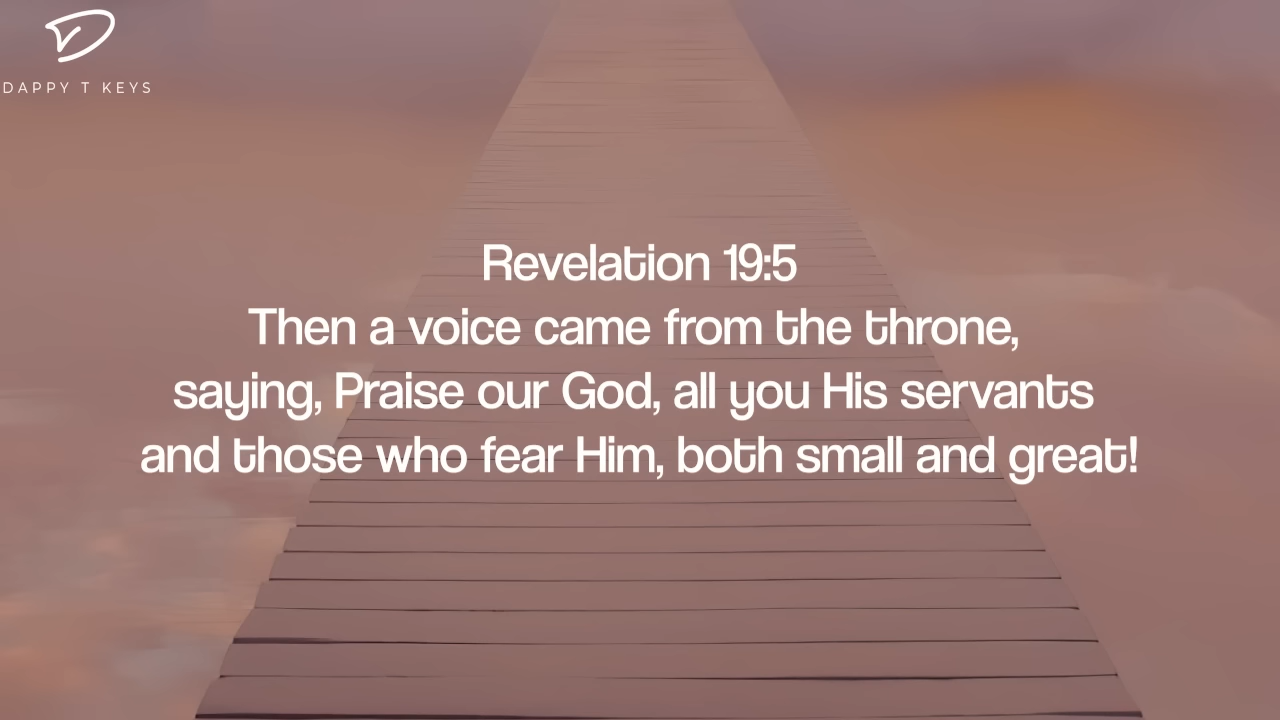 DAPPY T KEYS
Revelation 19:5
Then a voice came from the throne,
saying, Praise our God, all you His servants
and those who fear Him, both small and great!